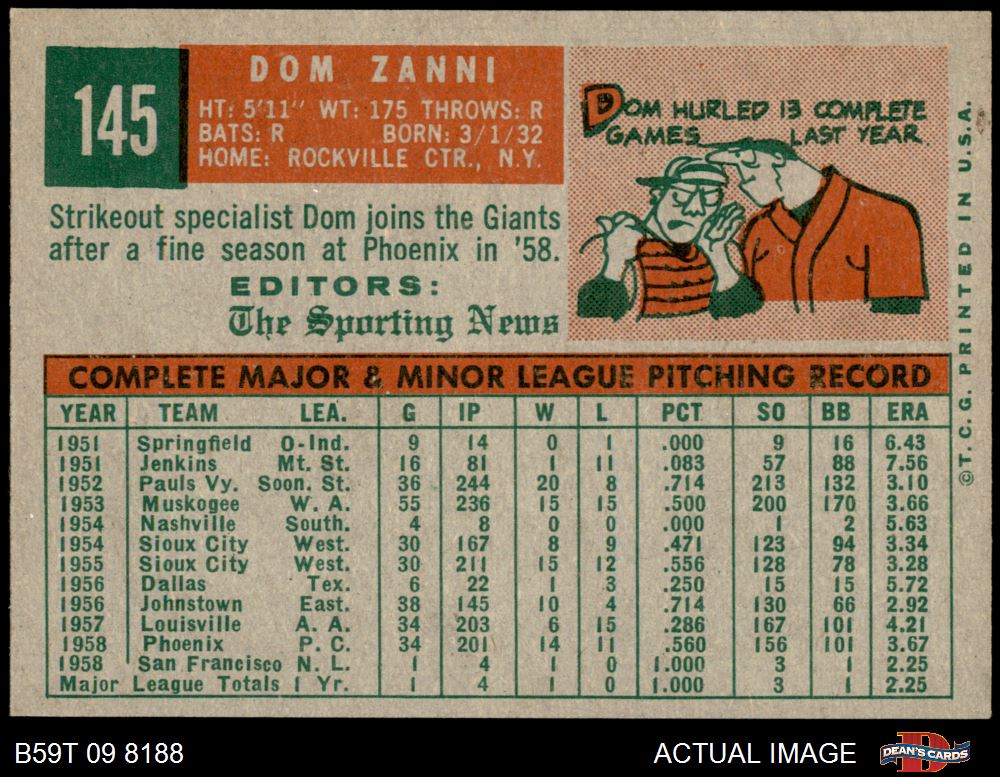 145
DOM ZANNI
HT: 5'11" WT: 175 THROWS: R
BATS: R BORN: 3/1/32
HOME: ROCKVILLE CTR., N.Y.
DOM HURLED 13 COMPLETE
GAMES LAST YEAR.
Strikeout specialist Dom joins the Giants
after a fine season at Phoenix in '58.
EDITORS:
The Sporting News
©T.C.G. PRINTED IN U.S.A.
COMPLETE MAJOR & MINOR LEAGUE PITCHING RECORD
YEAR TEAM LEA. G IP W L PCT SO BB ERA
1951 Springfield O-Ind. 9 14 0 1 .000 9 16 6.43
1951 Jenkins Mt. St. 16 81 1 11 .083 57 88 7.56
1952 Pauls Vy. Soon. St. 36 244 20 8 .714 213 132 3.10
1953 Muskogee W. A. 55 236 15 15 .500 200 170 3.66
1954 Nashville South. 4 8 0 0 .000 1 2 5.63
1954 Sioux City West. 30 167 8 9 .471 123 94 3.34
1955 Sioux City West. 30 211 15 12 .556 128 78 3.28
1956 Dallas Tex. 6 22 1 3 .250 15 15 5.72
1956 Johnstown East. 38 145 10 4 .714 130 66 2.92
1957 Louisville A. A. 34 203 6 15 .286 167 101 4.21
1958 Phoenix P. C. 34 201 14 11 .560 156 101 3.67
1958 San Francisco N. L. 1 4 1 0 1.000 3 1 2.25
Major League Totals 1 Yr. 1 4 1 0 1.000 3 1 2.25
B59T 09 8188
ACTUAL IMAGE
D
DEAN'S CARDS